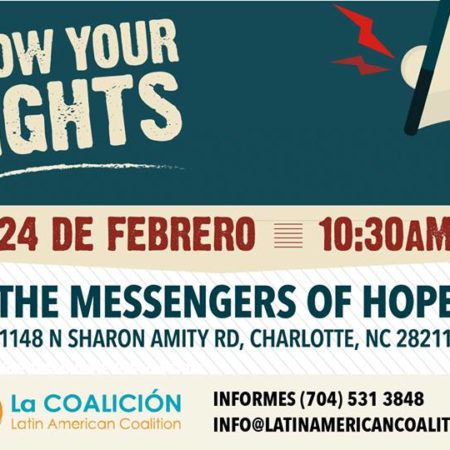 OW YOUR
IGHTS
24 DE FEBRERO 10:30AM
THE MESSENGERS OF HOPE
1148 N SHARON AMITY RD, CHARLOTTE, NC 28211
La COALICIÓN
Latin American Coalition
INFORMES (704) 531 3848
INFO@LATINAMERICANCOALIT